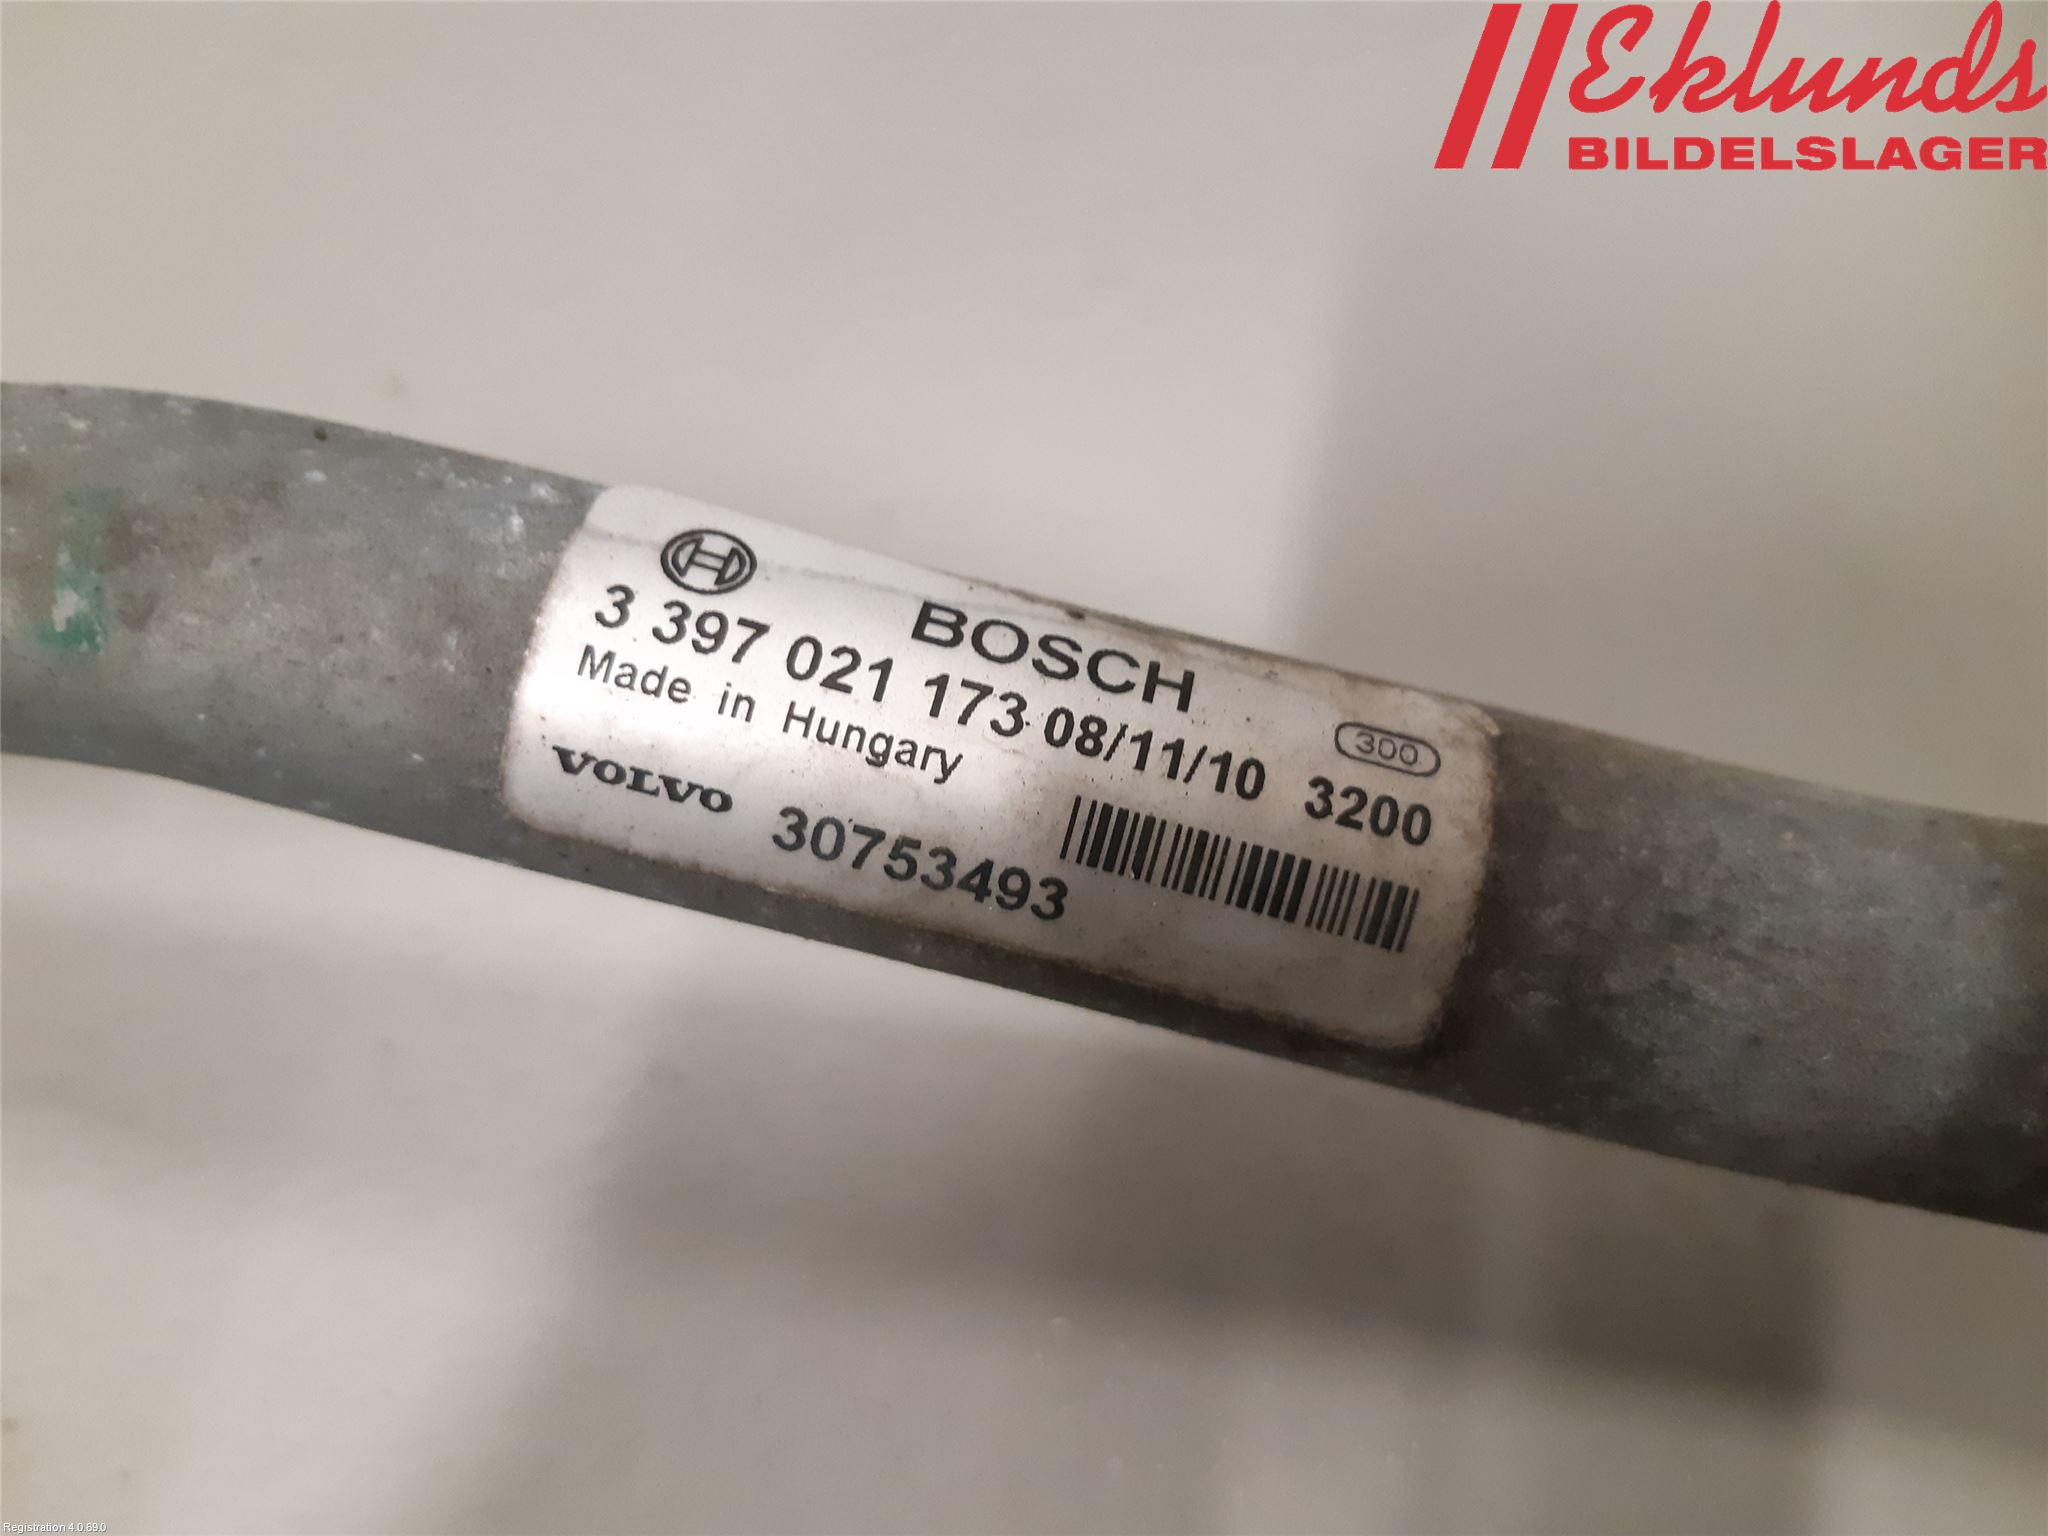 Eklunds
BILDELSLAGER
BOSCH
3 397 021 173 08/11/10 3200
300
Made in Hungary
VOLVO 30753493
Registration 4.0.69.0